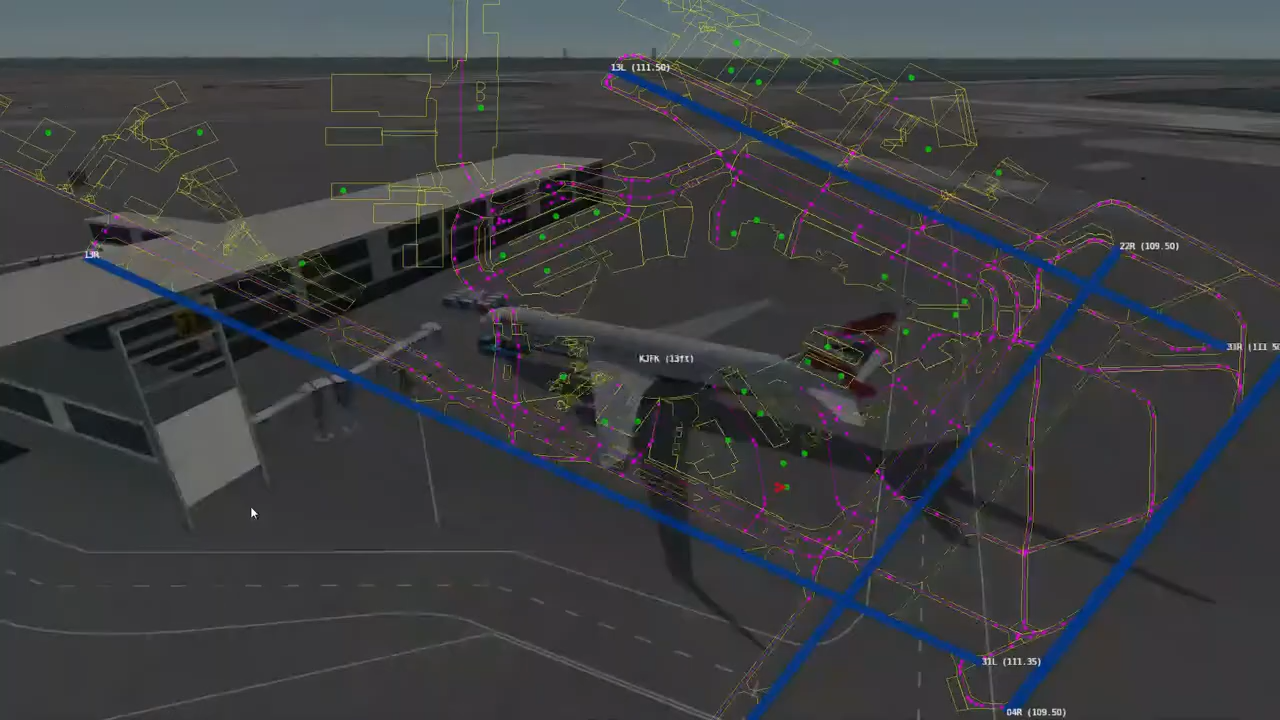 13L (111.50)
B
22R (109.50)
13R
KJFK (13ft)
31L (111.35)
04R (109.50)